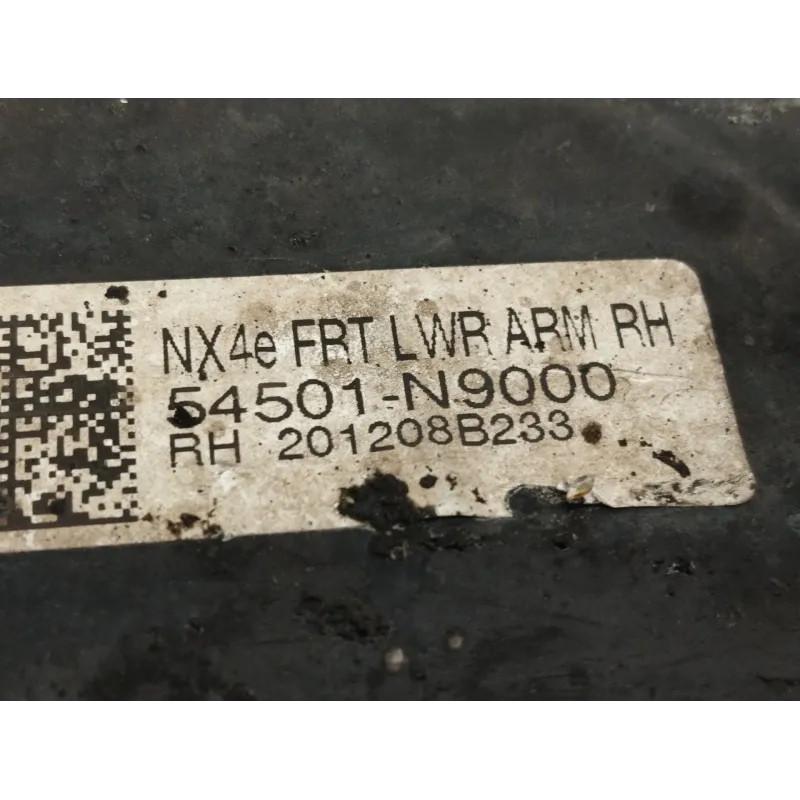 NX4e FRT LWR ARM RH
54501-N9000
RH 201208B233